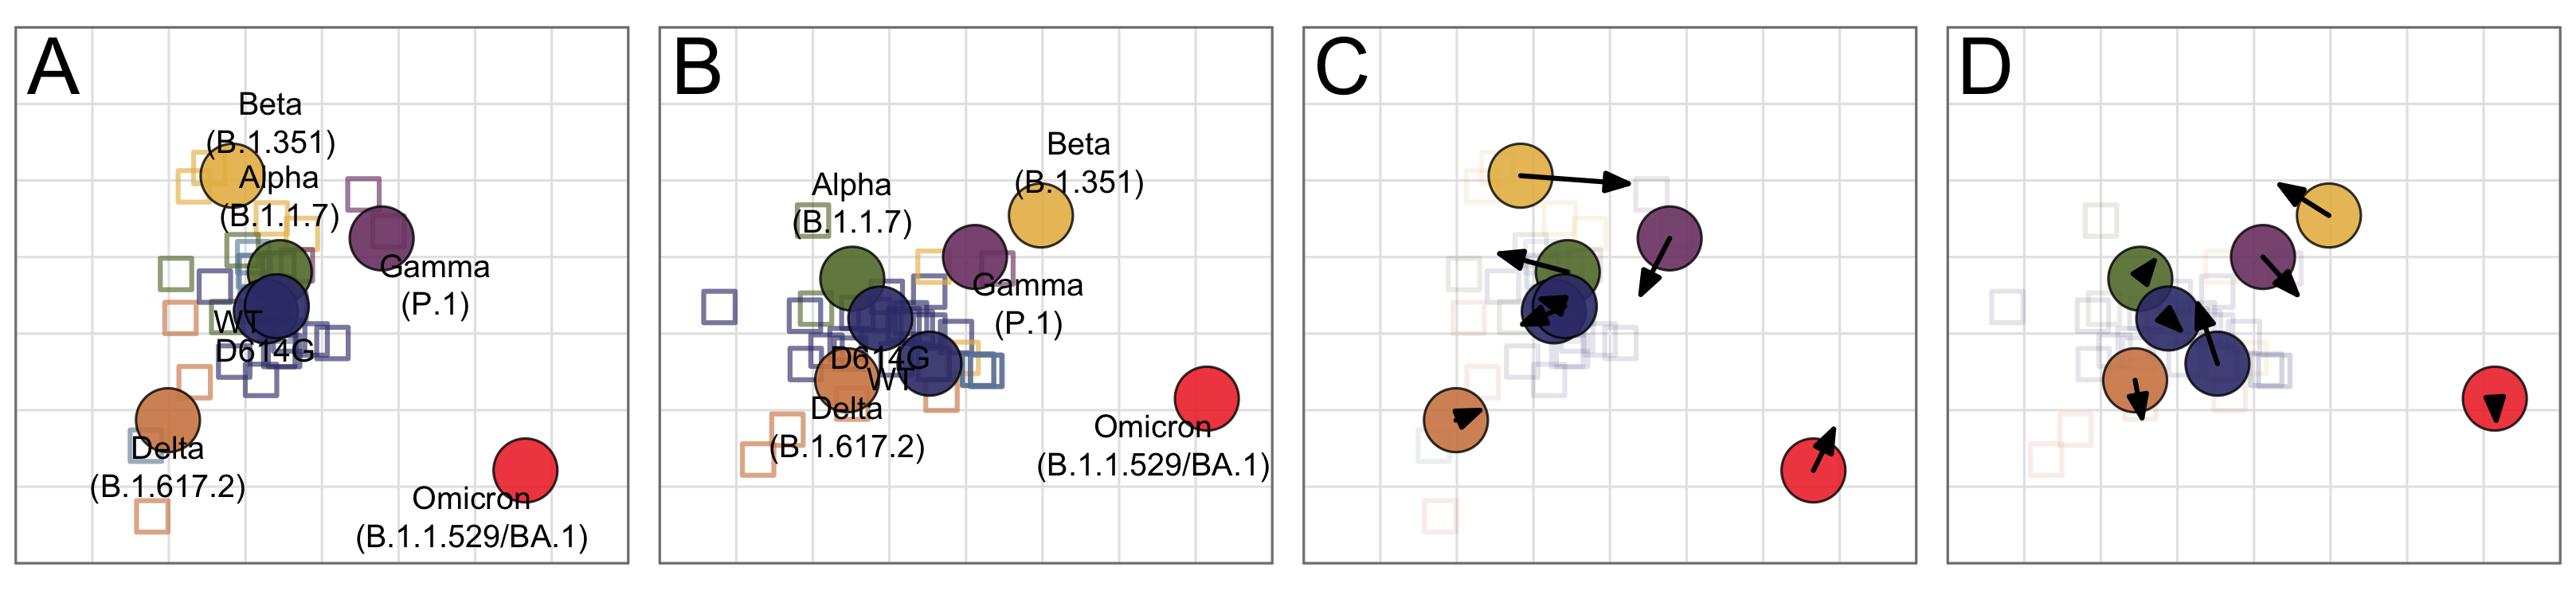 A
Beta
(B.1.351)
Alpha
(B.1.1.7)
Gamma
(P.1)
WT
D614G
Delta
(B.1.617.2)
Omicron
(B.1.1.529/BA.1)
B
Beta
(B.1.351)
Alpha
(B.1.1.7)
Gamma
(P.1)
D614G
WT
Delta
(B.1.617.2)
Omicron
(B.1.1.529/BA.1)
C
D